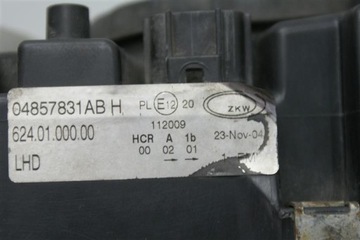 04857831AB H
PL E12 20
ZKW
624.01.000.00
112009
HCR A 1b
23-Nov-04
LHD
00 02 01
→ →